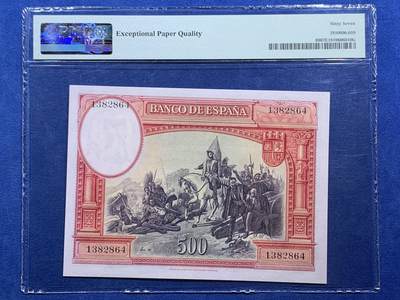 Exceptional Paper Quality
Sixty Seven
1382864
BANCO DE ESPAÑA
1382864
1382864
500
1382864